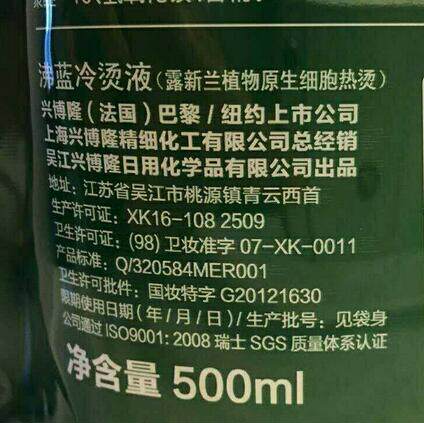 沸蓝冷烫液（露新兰植物原生细胞热烫）
兴博隆（法国）巴黎/纽约上市公司
上海兴博隆精细化工有限公司总经销
吴江兴博隆日用化学品有限公司出品
地址：江苏省吴江市桃源镇青云西首
生产许可证：XK16-108 2509
卫生许可证：(98) 卫妆准字 07-XK-0011
产品标准：Q/320584MER001
卫生许可批件：国妆特字 G20121630
限期使用日期（年/月/日）/生产批号：见袋身
公司通过 ISO9001: 2008 瑞士 SGS 质量体系认证
净含量 500ml